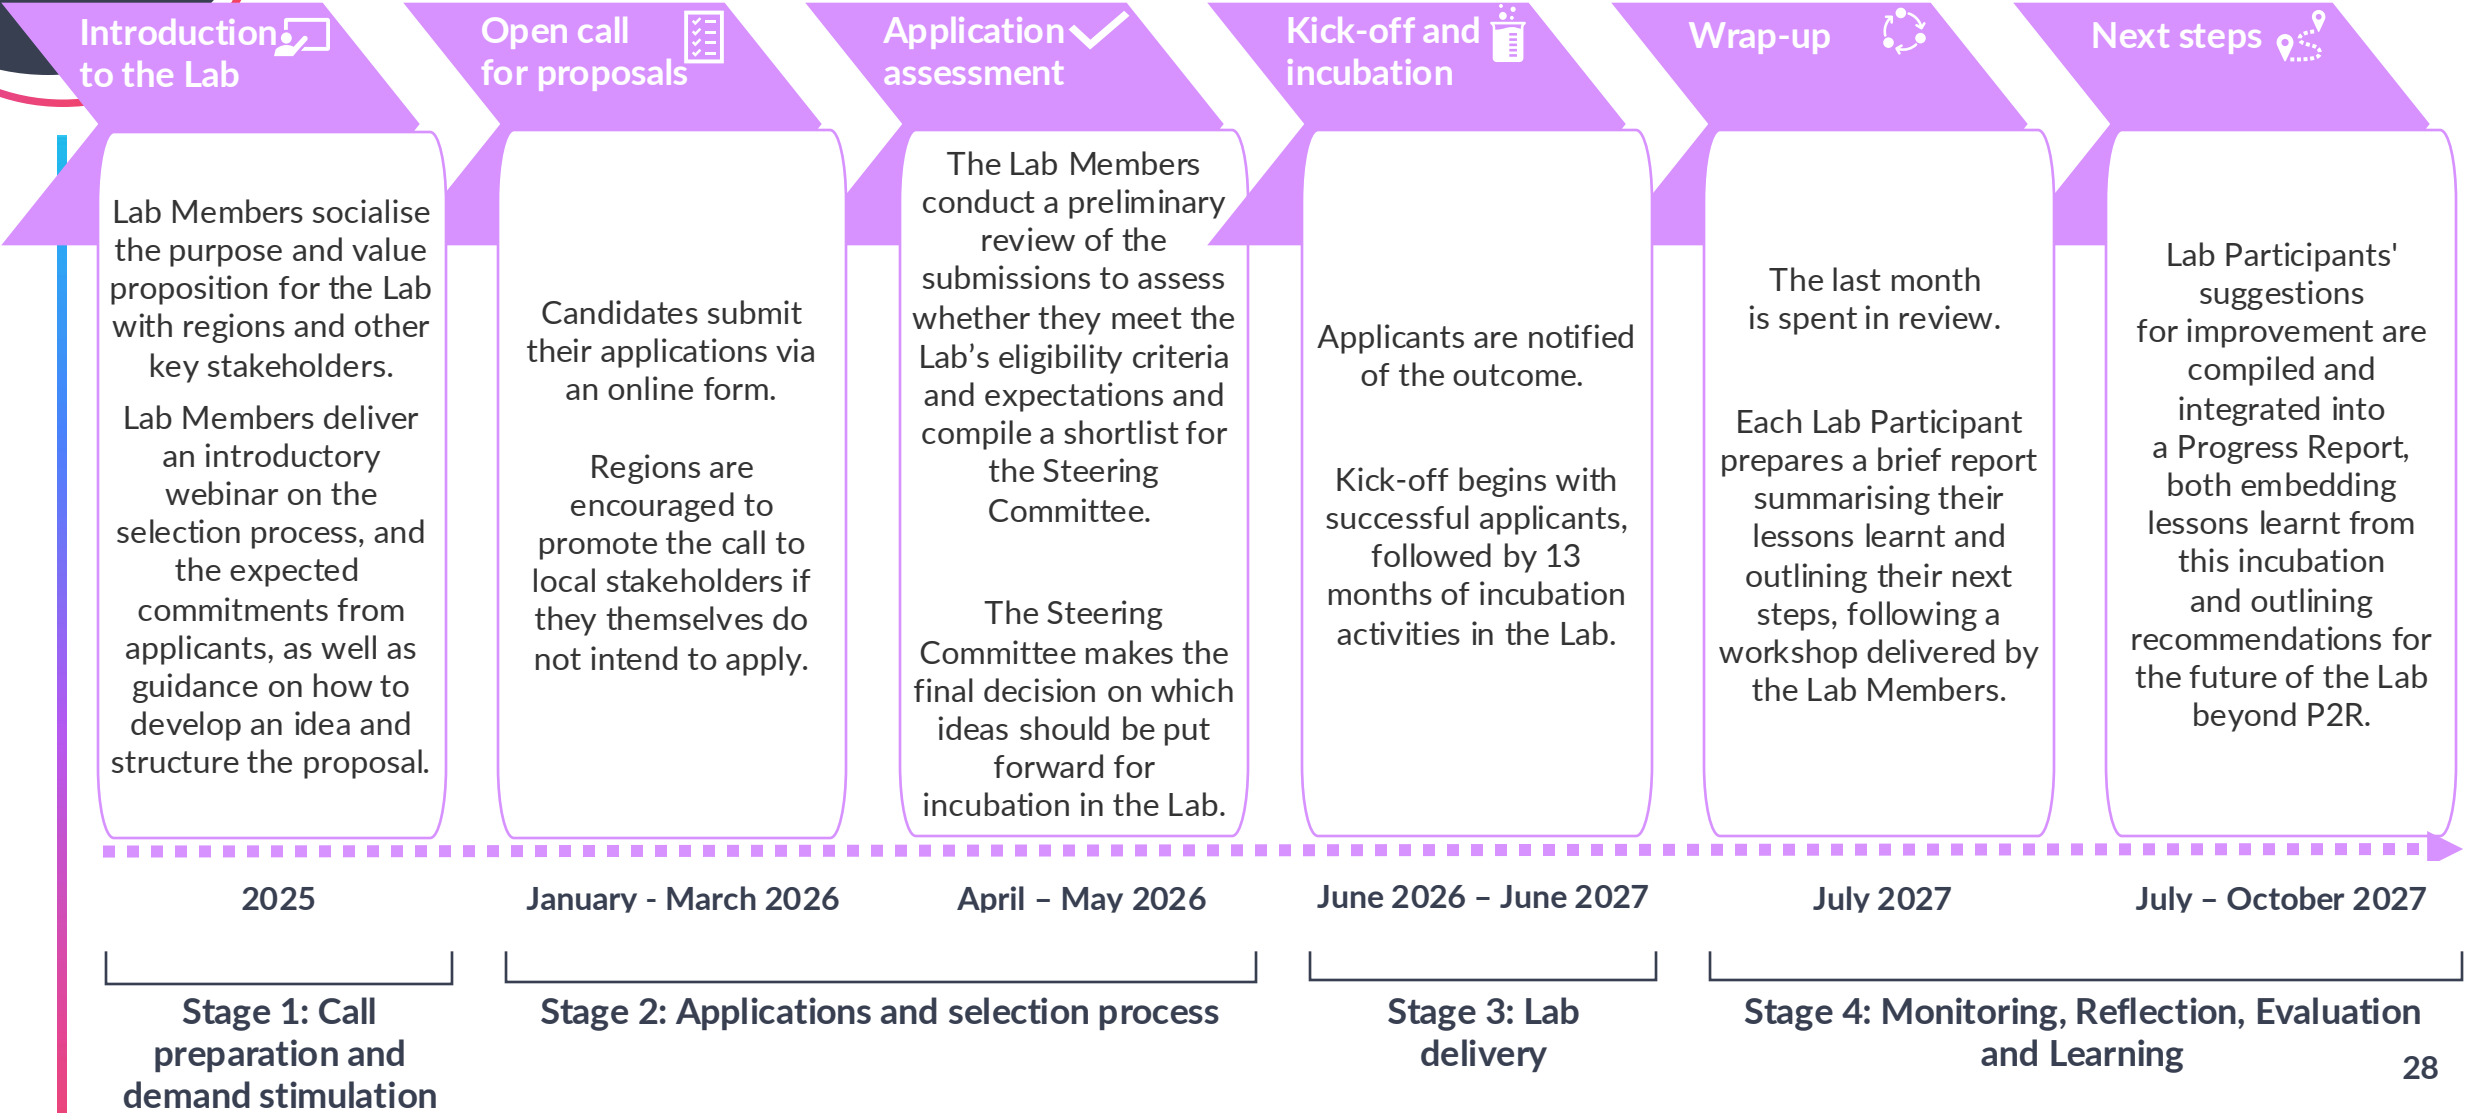 Introduction
to the Lab
Open call
for proposals
Application
assessment
Kick-off and
incubation
Wrap-up
Next steps
Lab Members socialise
the purpose and value
proposition for the Lab
with regions and other
key stakeholders.
Lab Members deliver
an introductory
webinar on the
selection process, and
the expected
commitments from
applicants, as well as
guidance on how to
develop an idea and
structure the proposal.
Candidates submit
their applications via
an online form.
Regions are
encouraged to
promote the call to
local stakeholders if
they themselves do
not intend to apply.
The Lab Members
conduct a preliminary
review of the
submissions to assess
whether they meet the
Lab’s eligibility criteria
and expectations and
compile a shortlist for
the Steering
Committee.
The Steering
Committee makes the
final decision on which
ideas should be put
forward for
incubation in the Lab.
Applicants are notified
of the outcome.
Kick-off begins with
successful applicants,
followed by 13
months of incubation
activities in the Lab.
The last month
is spent in review.
Each Lab Participant
prepares a brief report
summarising their
lessons learnt and
outlining their next
steps, following a
workshop delivered by
the Lab Members.
Lab Participants'
suggestions
for improvement are
compiled and
integrated into
a Progress Report,
both embedding
lessons learnt from
this incubation
and outlining
recommendations for
the future of the Lab
beyond P2R.
2025
January - March 2026
April – May 2026
June 2026 – June 2027
July 2027
July – October 2027
Stage 1: Call
preparation and
demand stimulation
Stage 2: Applications and selection process
Stage 3: Lab
delivery
Stage 4: Monitoring, Reflection, Evaluation
and Learning
28